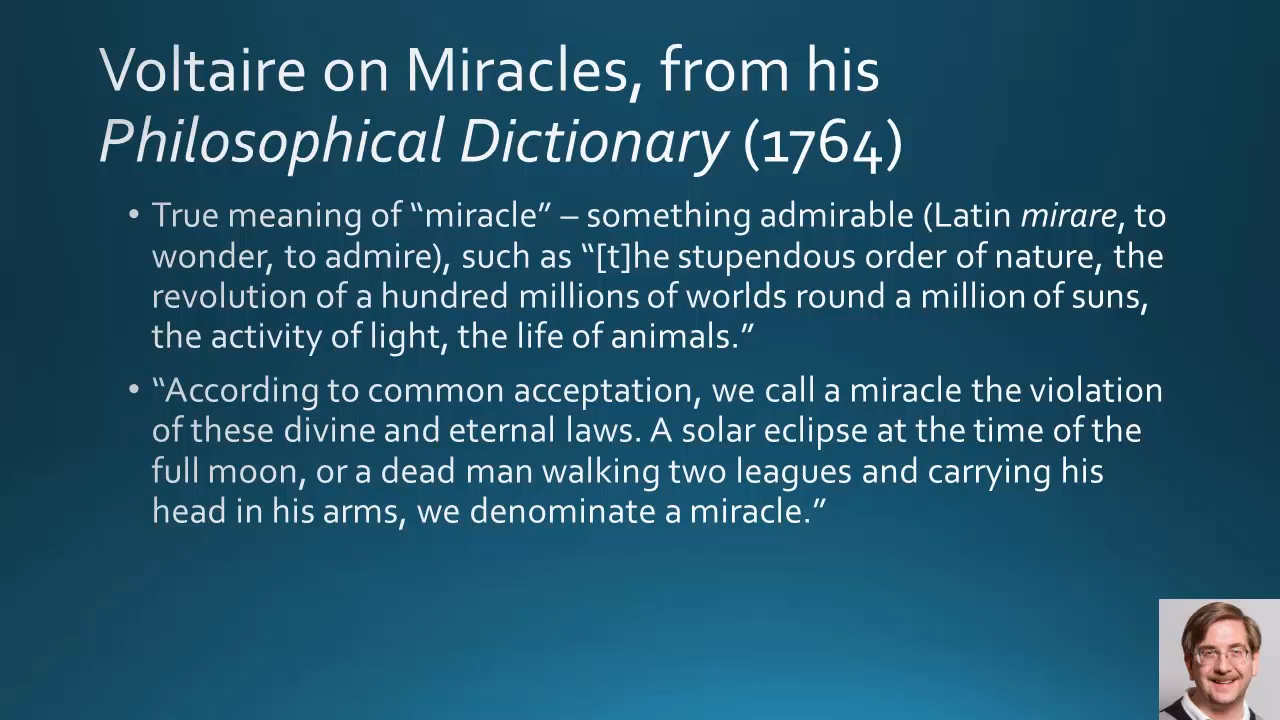 Voltaire on Miracles, from his
Philosophical Dictionary (1764)
• True meaning of “miracle” – something admirable (Latin mirare, to
wonder, to admire), such as “[t]he stupendous order of nature, the
revolution of a hundred millions of worlds round a million of suns,
the activity of light, the life of animals.”
• “According to common acceptation, we call a miracle the violation
of these divine and eternal laws. A solar eclipse at the time of the
full moon, or a dead man walking two leagues and carrying his
head in his arms, we denominate a miracle.”